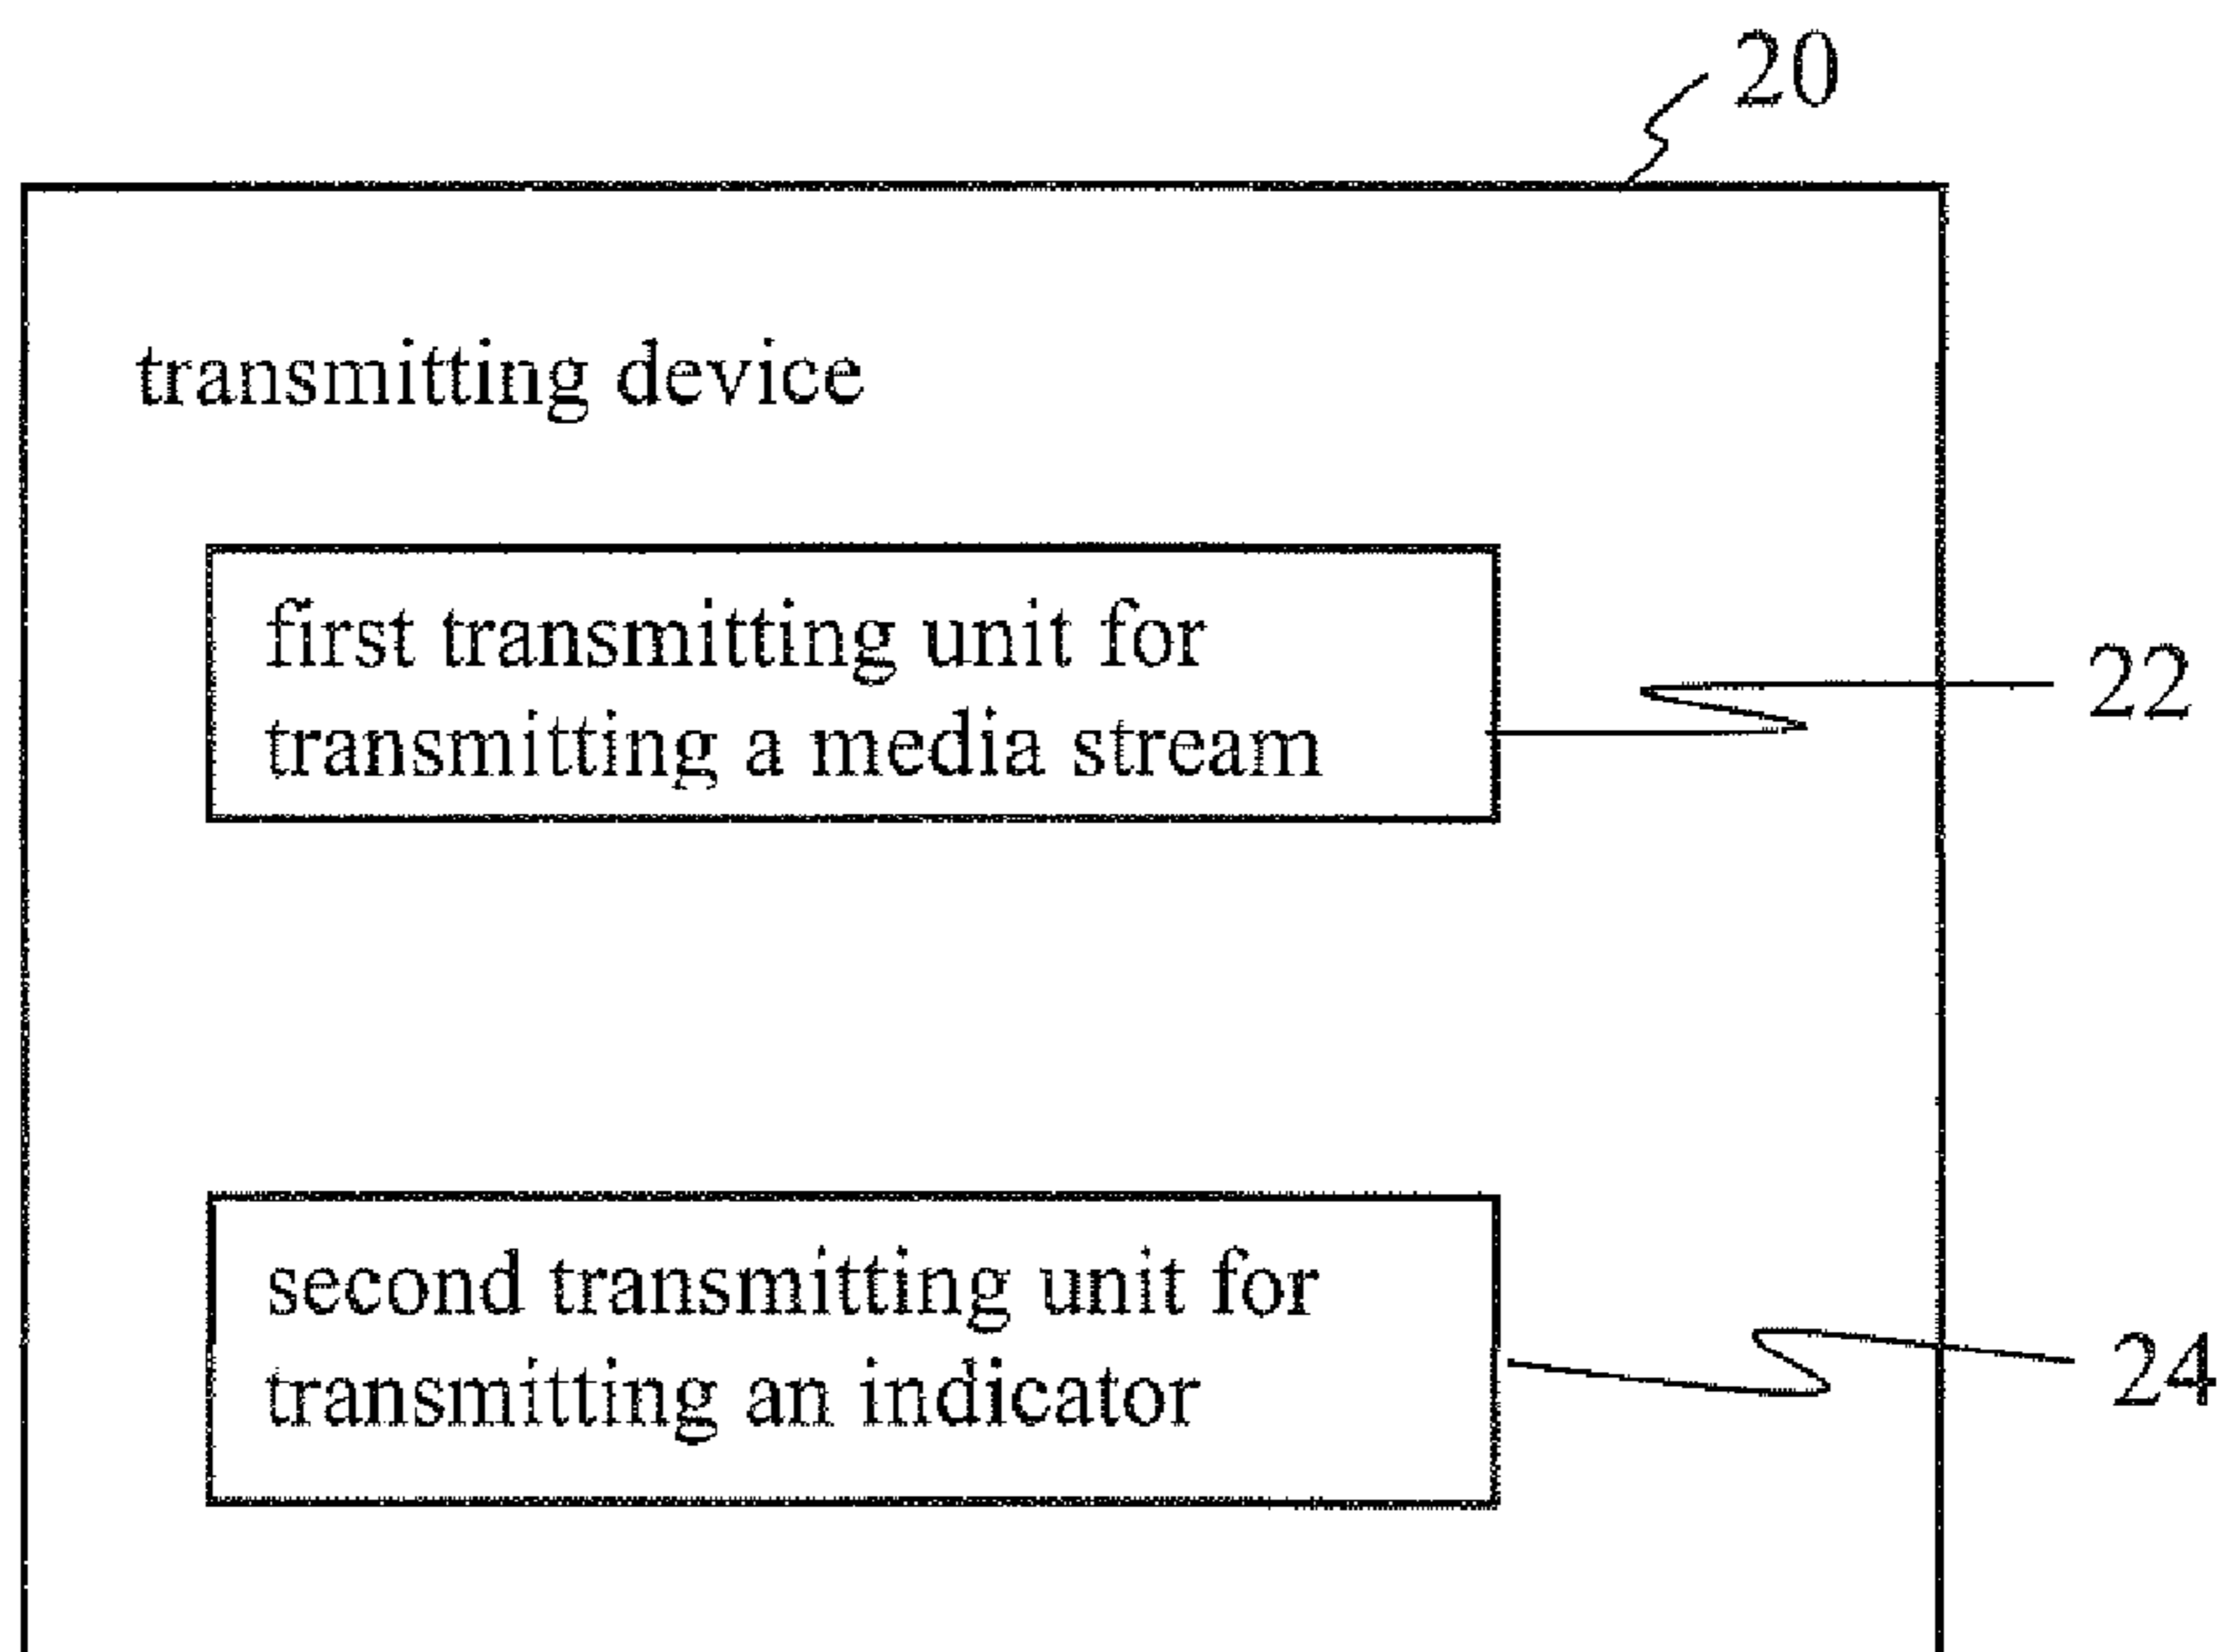 20
transmitting device
first transmitting unit for
transmitting a media stream
22
second transmitting unit for
transmitting an indicator
24